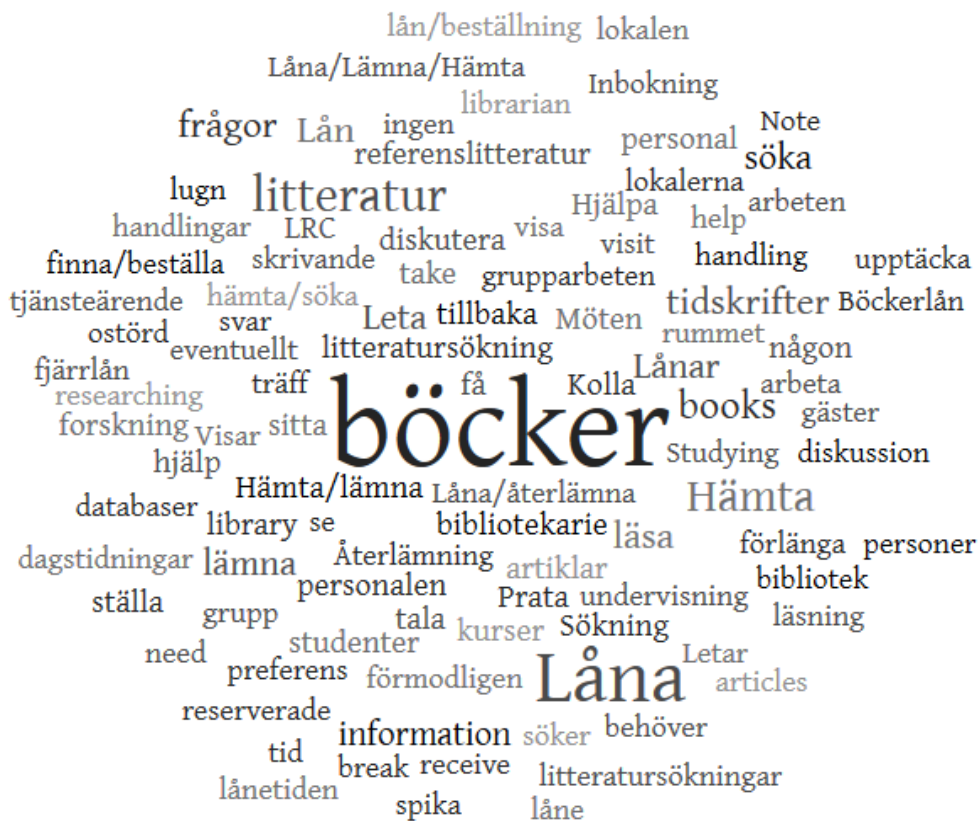 lån/beställning lokalen
Låna/Lämna/Hämta Inbokning
librarian
frågor Lån ingen personal Note
referenslitteratur söka
lugn litteratur lokalerna
handlingar LRC diskutera visa Hjälpa help arbeten
finna/beställa skrivande take visit handling upptäcka
grupparbeten
tjänsteärende hämta/söka Leta tillbaka Möten tidskrifter Böckerlån
ostörd svar rummet
eventuellt litteratursökning Lånar någon
fjärrlån träff få Kolla arbeta
researching böcker books gäster
forskning Visar sitta Studying diskussion
hjälp
databaser Hämta/lämna Låna/återlämna Hämta
library se bibliotekarie läsa förlänga personer
dagstidningar lämna Återlämning artiklar bibliotek
ställa personalen Prata undervisning läsning
grupp tala kurser Sökning
need studenter Låna Letar
preferens förmodligen articles
reserverade information söker behöver
tid break receive litteratursökningar
lånetiden spika låne